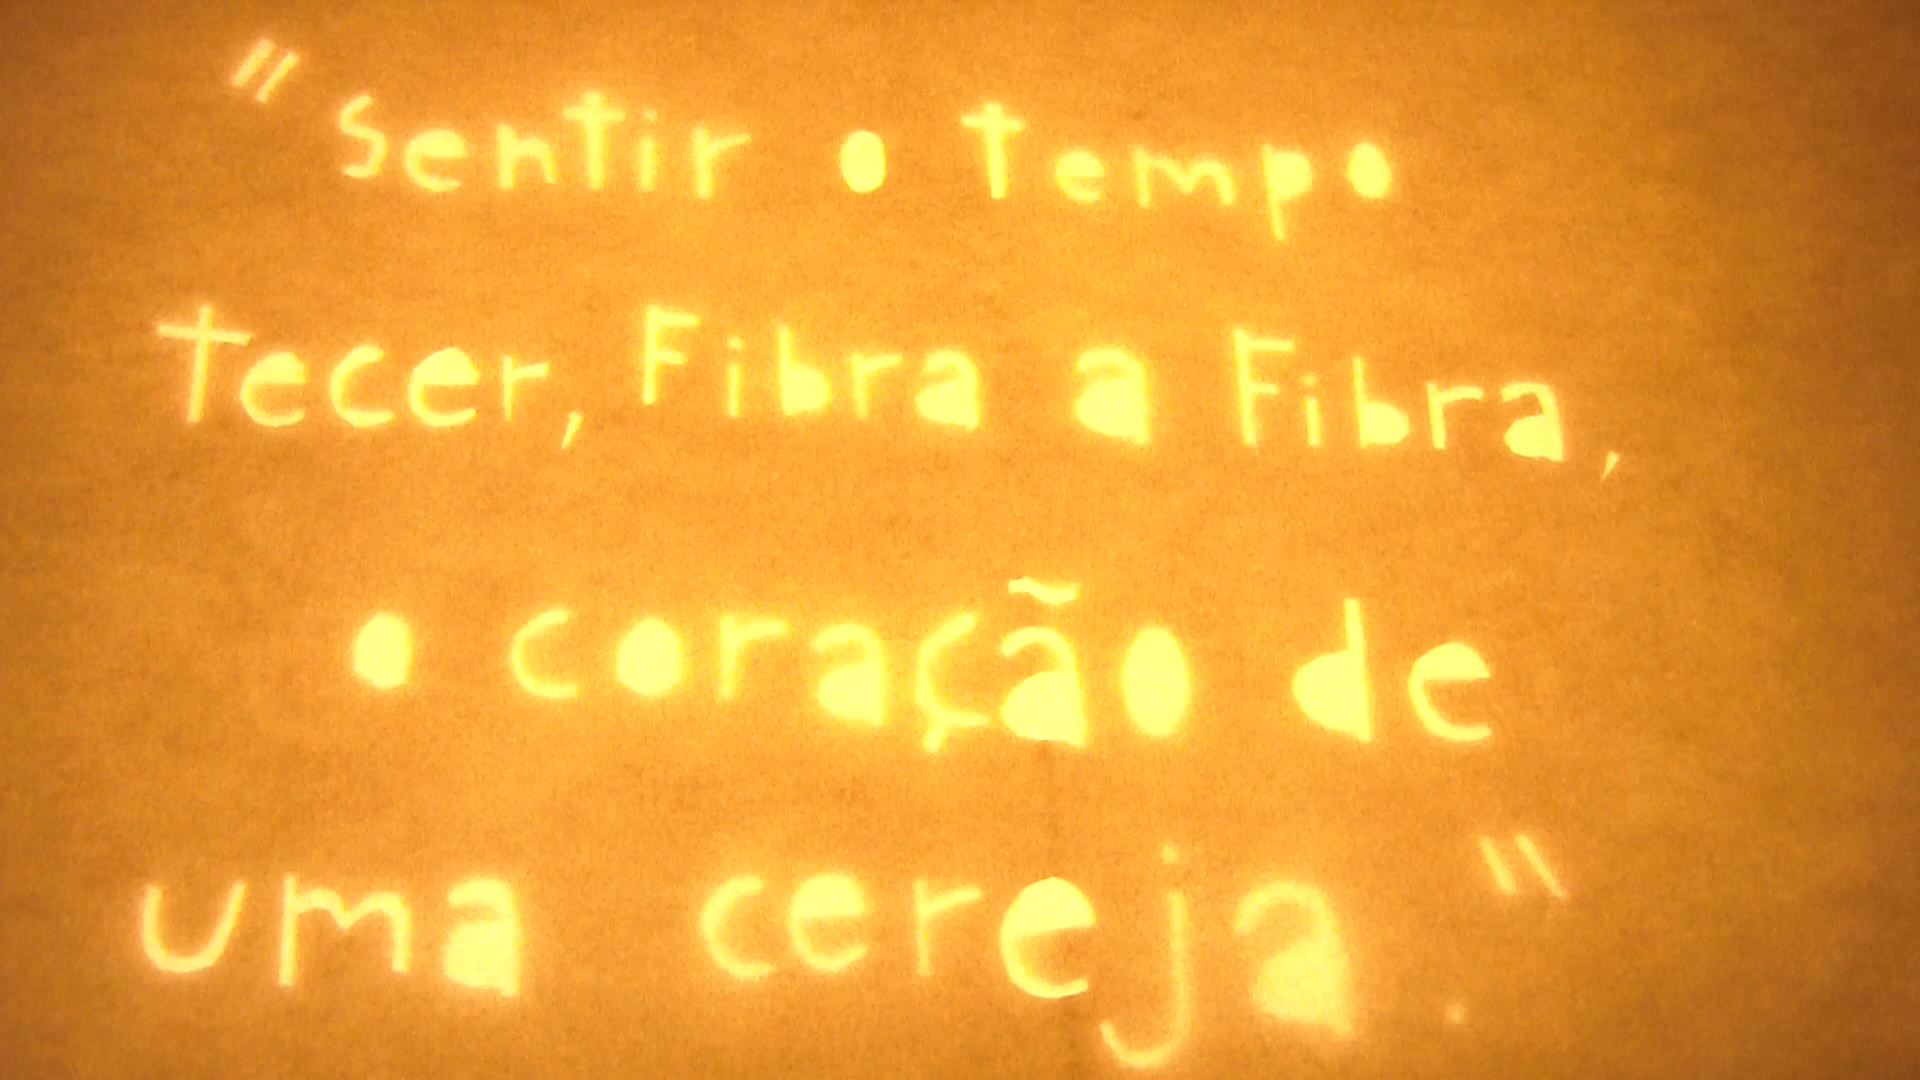 "Sentir o tempo
tecer, Fibra a Fibra,
o coração de
uma cereja."